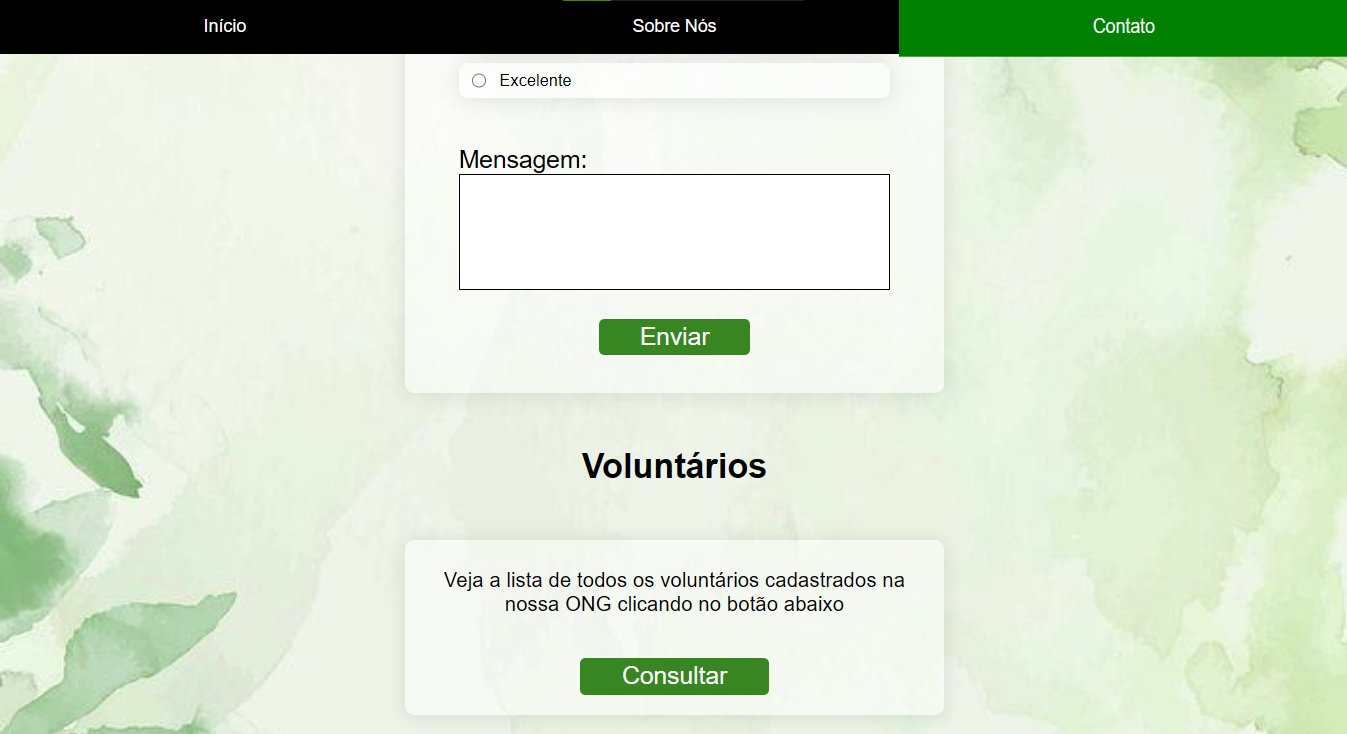 Início
Sobre Nós
Contato
Excelente
Mensagem:
Enviar
Voluntários
Veja a lista de todos os voluntários cadastrados na
nossa ONG clicando no botão abaixo
Consultar